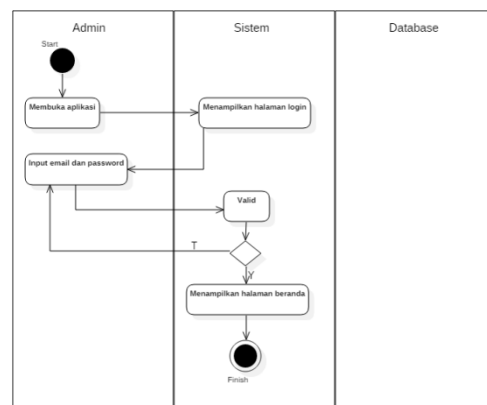 Admin
Sistem
Database
Start
Membuka aplikasi
Menampilkan halaman login
Input email dan password
Valid
T
Y
Menampilkan halaman beranda
Finish